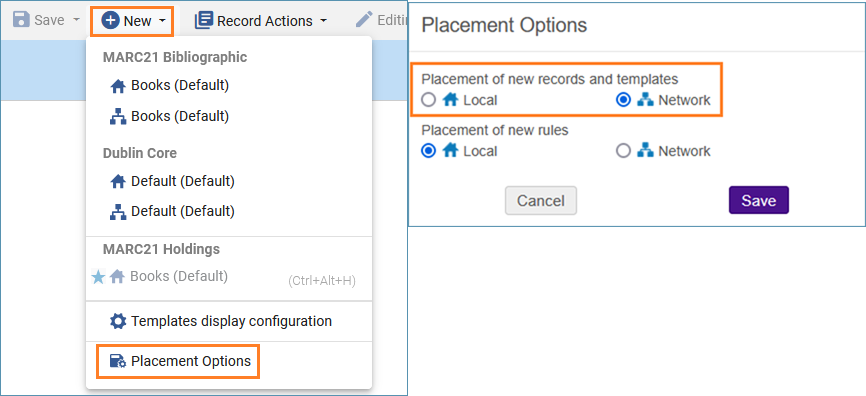 Save New Record Actions Editin
MARC21 Bibliographic
Books (Default)
Books (Default)
Dublin Core
Default (Default)
Default (Default)
MARC21 Holdings
Books (Default) (Ctrl+Alt+H)
Templates display configuration
Placement Options
Placement Options
Placement of new records and templates
Local Network
Placement of new rules
Local Network
Cancel Save